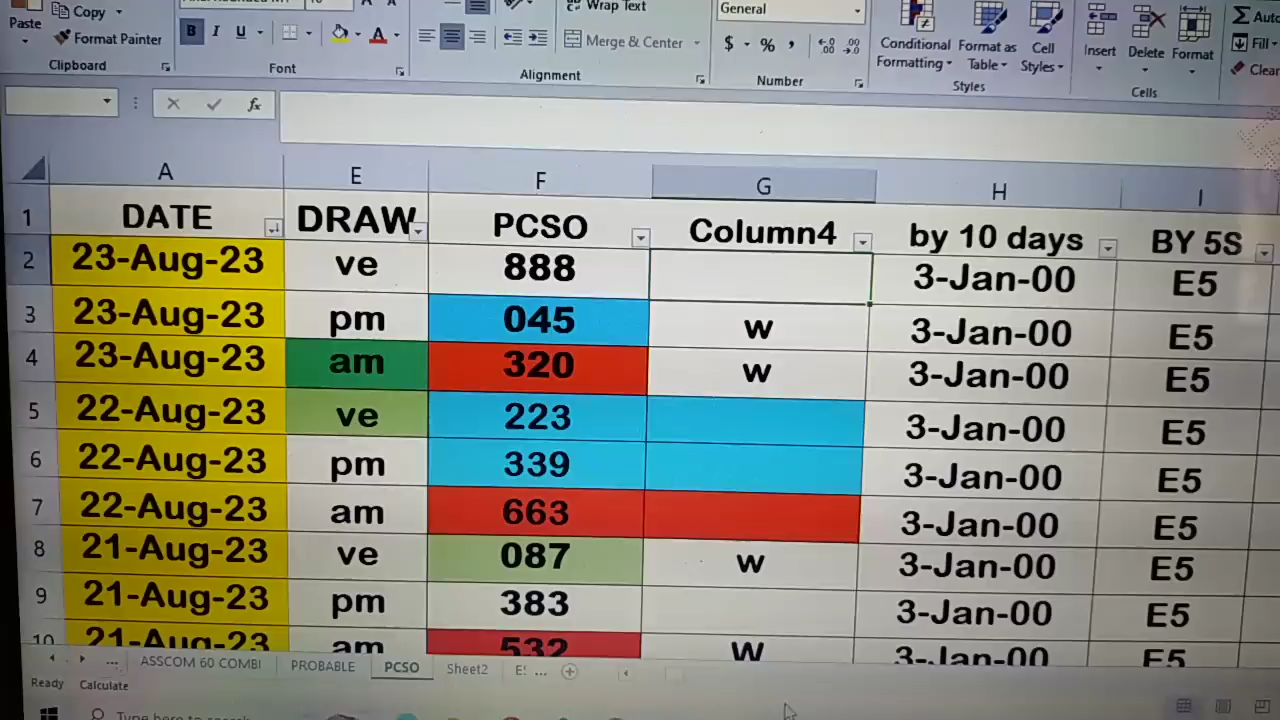 Copy
Wrap Text
General
Σ Auto
Paste
Format Painter
B I U
A
Merge & Center
$ % ,
Conditional Formatting
Format as Table
Cell Styles
Insert
Delete
Format
Fill
Clear
Clipboard
Font
Alignment
Number
Styles
Cells
fx
A E F G H I
1 DATE DRAW PCSO Column4 by 10 days BY 5S
2 23-Aug-23 ve 888 3-Jan-00 E5
3 23-Aug-23 pm 045 w 3-Jan-00 E5
4 23-Aug-23 am 320 w 3-Jan-00 E5
5 22-Aug-23 ve 223 3-Jan-00 E5
6 22-Aug-23 pm 339 3-Jan-00 E5
7 22-Aug-23 am 663 3-Jan-00 E5
8 21-Aug-23 ve 087 w 3-Jan-00 E5
9 21-Aug-23 pm 383 3-Jan-00 E5
10 21-Aug-23 am 532 w 3-Jan-00 E5
... ASSCOM 60 COMBI PROBABLE PCSO Sheet2 E! ...
Ready Calculate
Type here to search